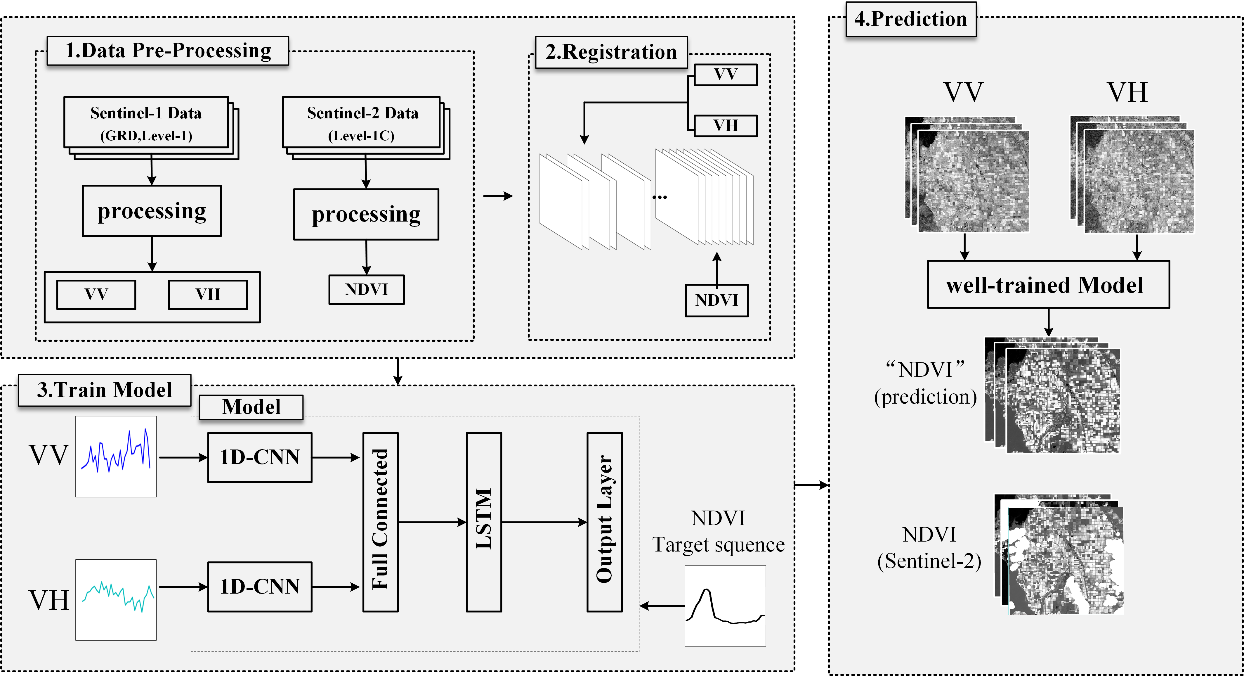 1.Data Pre-Processing
Sentinel-1 Data
(GRD,Level-1)
Sentinel-2 Data
(Level-1C)
processing
processing
VV
VII
NDVI
2.Registration
VV
VII
...
NDVI
3.Train Model
Model
VV
1D-CNN
VH
1D-CNN
Full Connected
LSTM
Output Layer
NDVI
Target squence
4.Prediction
VV
VH
well-trained Model
“NDVI”
(prediction)
NDVI
(Sentinel-2)